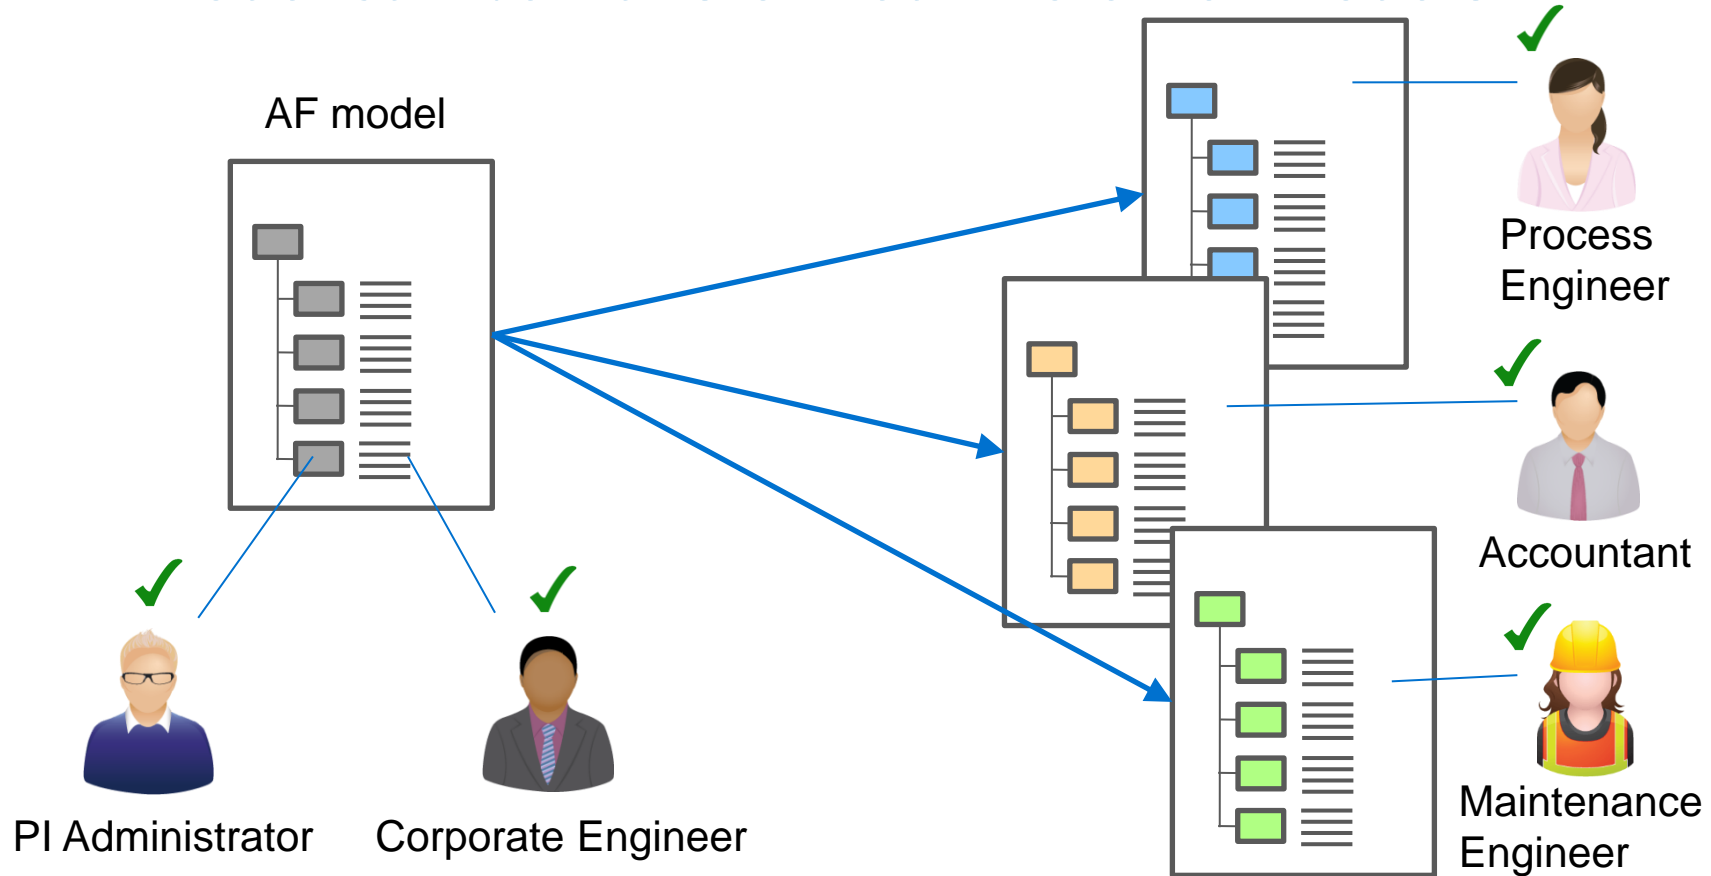 AF model
Process
Engineer
Accountant
Maintenance
Engineer
PI Administrator
Corporate Engineer